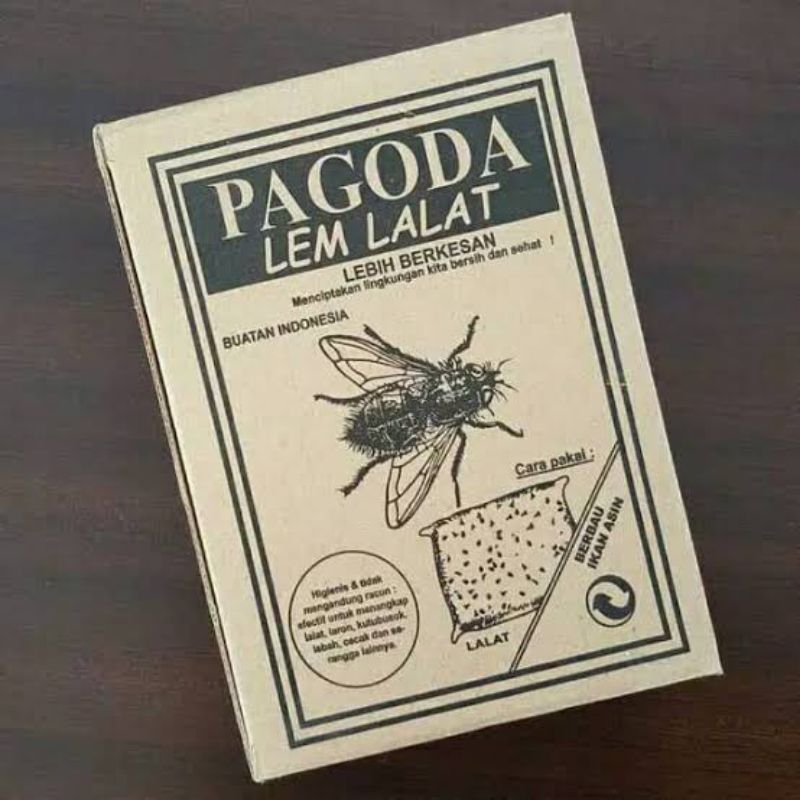 PAGODA
LEM LALAT
LEBIH BERKESAN
Menciptakan lingkungan kita bersih dan sehat !
BUATAN INDONESIA
Cara pakai :
BERBAU
IKAN ASIN
LALAT
Higienis & tidak
mengandung racun :
efectif untuk menangkap
lalat, laron, kutubusuk,
labah, cecak dan se-
rangga lainnya.